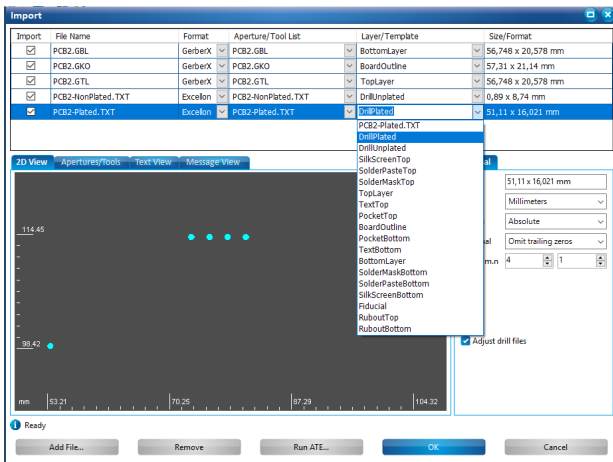 Import
Import File Name Format Aperture/Tool List Layer/Template Size/Format
PCB2.GBL GerberX PCB2.GBL BottomLayer 56,748 x 20,578 mm
PCB2.GKO GerberX PCB2.GKO BoardOutline 57,31 x 21,14 mm
PCB2.GTL GerberX PCB2.GTL TopLayer 56,748 x 20,578 mm
PCB2-NonPlated.TXT Excellon PCB2-NonPlated.TXT DrillUnplated 0,89 x 8,74 mm
PCB2-Plated.TXT Excellon PCB2-Plated.TXT DrillPlated 51,11 x 16,021 mm
PCB2-Plated.TXT
DrillPlated
DrillUnplated
SilkScreenTop
SolderPasteTop
SolderMaskTop
TopLayer
TextTop
PocketTop
BoardOutline
PocketBottom
TextBottom
BottomLayer
SolderMaskBottom
SolderPasteBottom
SilkScreenBottom
Fiducial
RuboutTop
RuboutBottom
2D View Apertures/Tools Text View Message View
51,11 x 16,021 mm
Millimeters
Absolute
Omit trailing zeros
m.n 4 1
Adjust drill files
114.45
98.42
mm 53.21 70.25 87.29 104.32
Ready
Add File... Remove Run ATE... OK Cancel